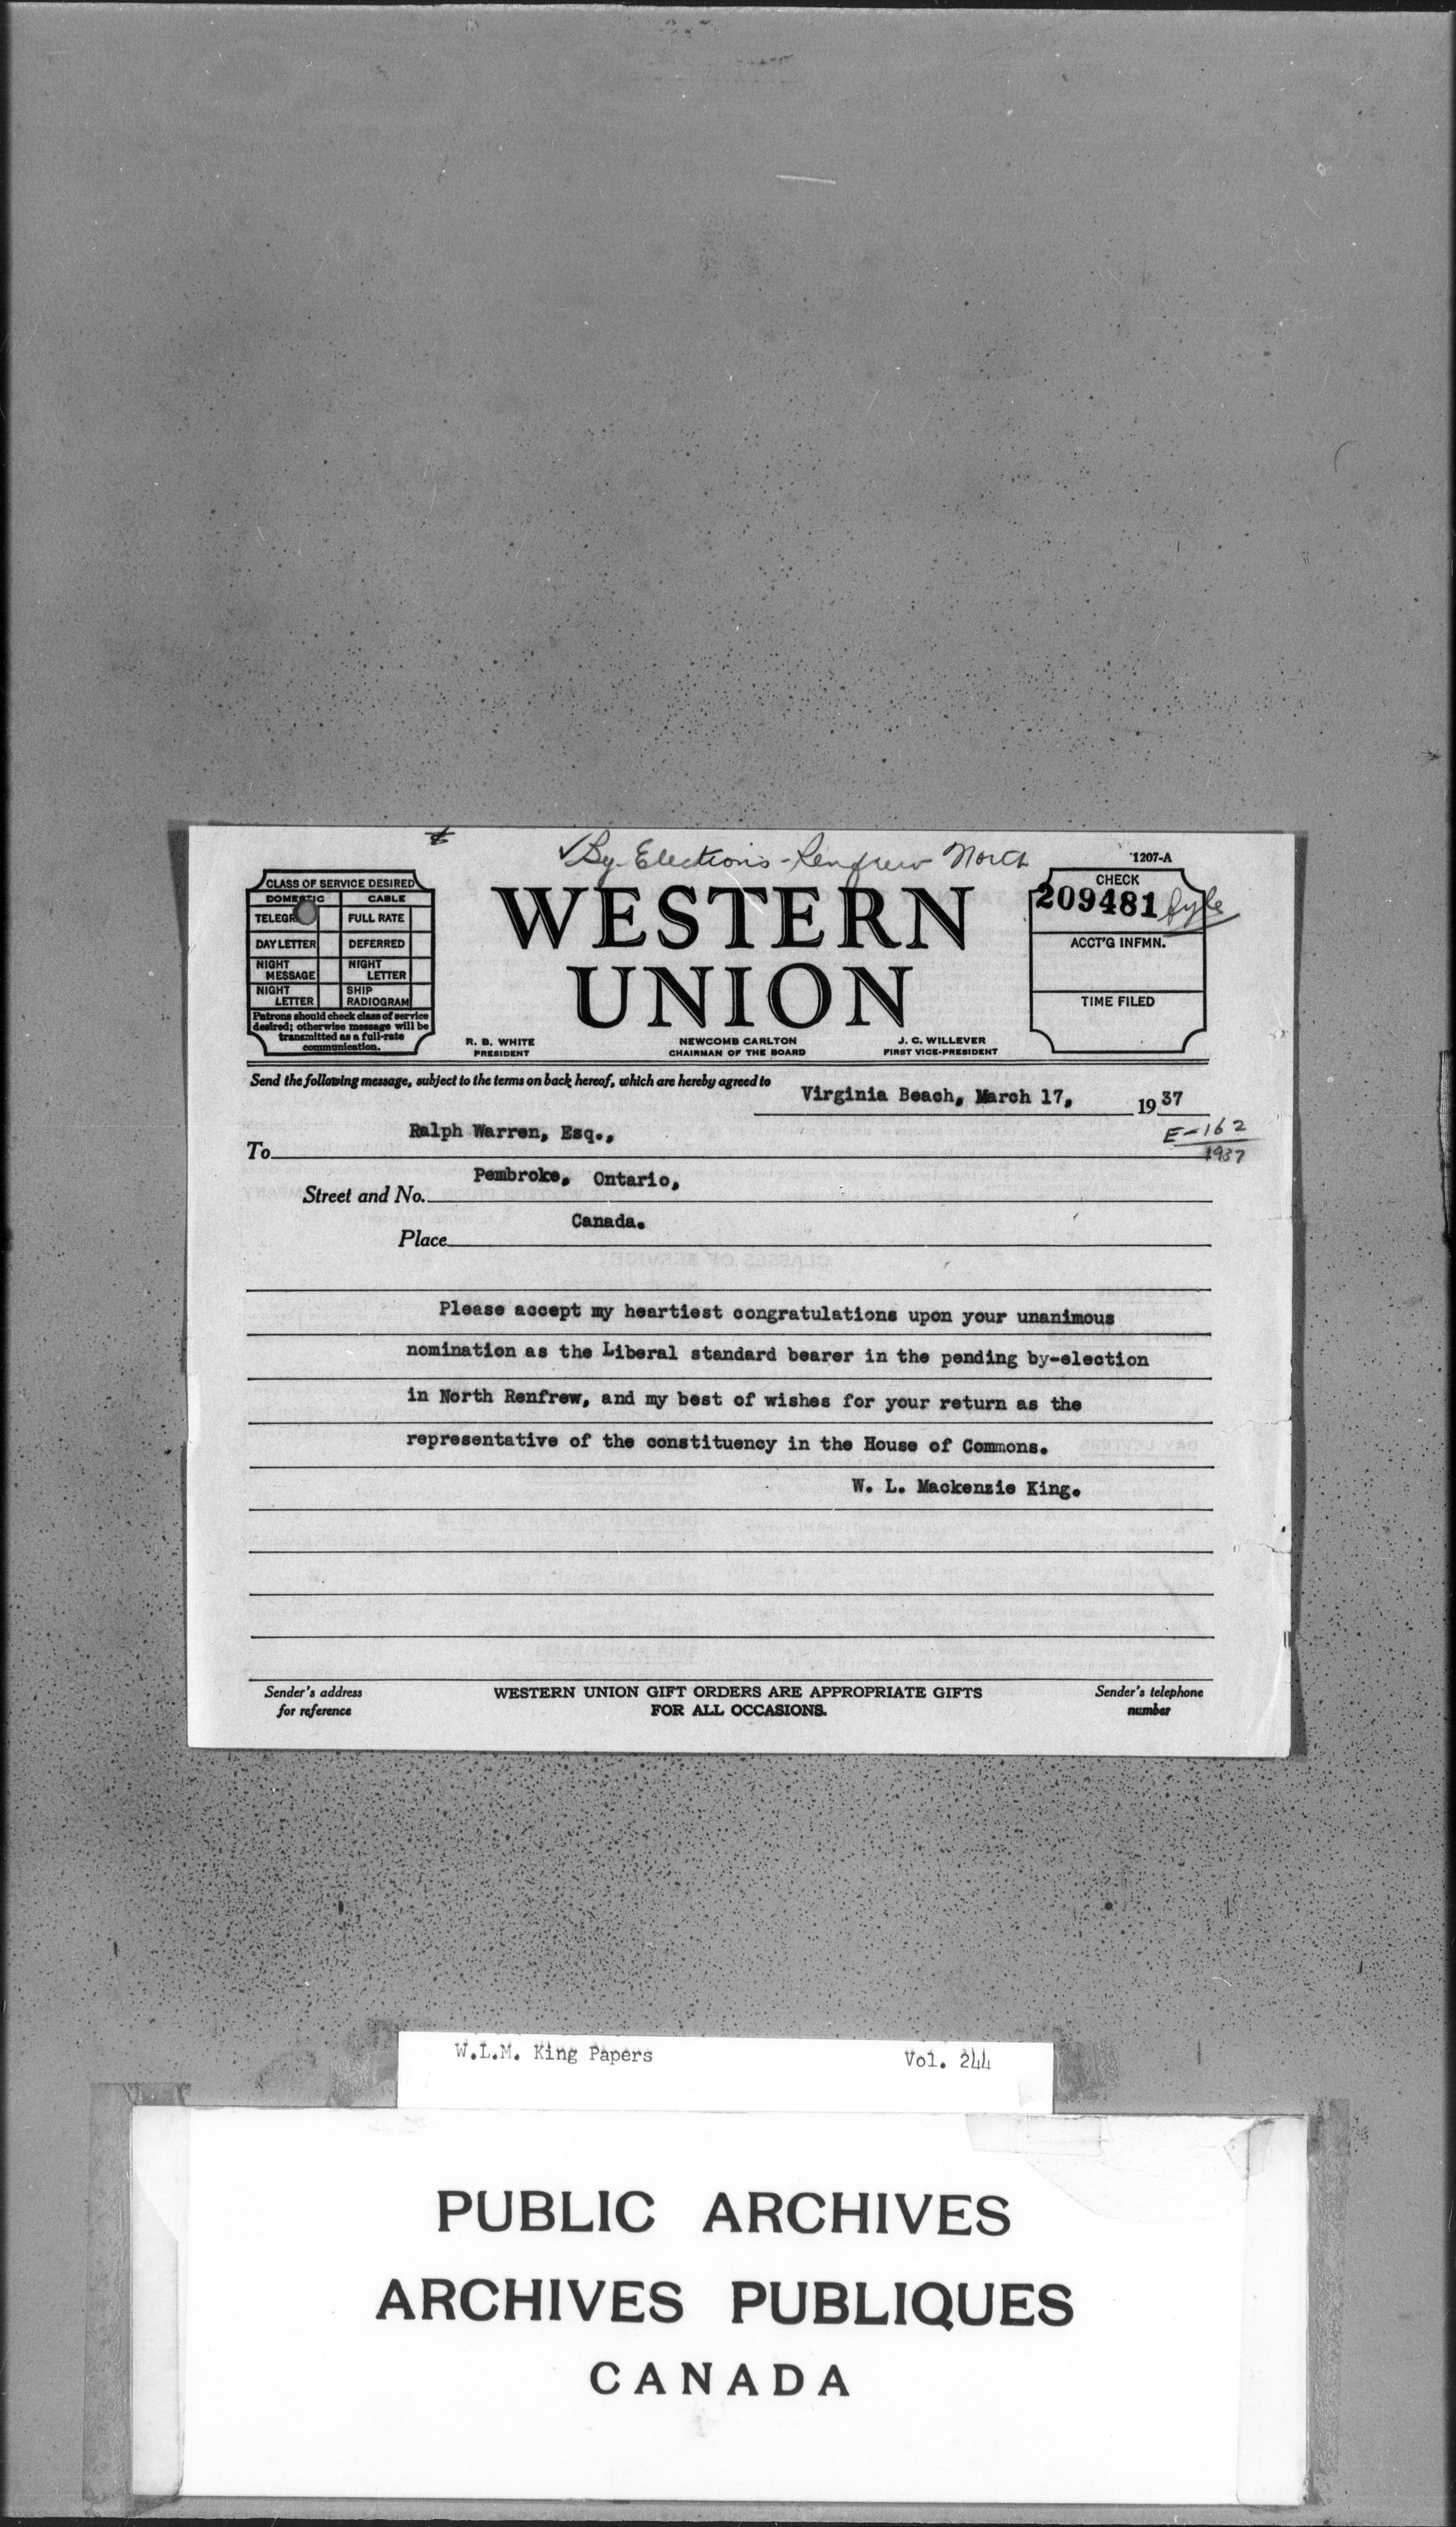 ✓By-Elections-Renfrew North
1207-A
CLASS OF SERVICE DESIRED
DOMESTIC CABLE
TELEGR FULL RATE
DAY LETTER DEFERRED
NIGHT MESSAGE NIGHT LETTER
NIGHT LETTER SHIP RADIOGRAM
Patrons should check class of service
desired; otherwise message will be
transmitted as a full-rate
communication.
WESTERN
UNION
R. B. WHITE
PRESIDENT
NEWCOMB CARLTON
CHAIRMAN OF THE BOARD
J. C. WILLEVER
FIRST VICE-PRESIDENT
CHECK
209481
ACCT'G INFMN.
TIME FILED
Send the following message, subject to the terms on back hereof, which are hereby agreed to
Virginia Beach, March 17, 1937
E-162
1937
To Ralph Warren, Esq.,
Street and No. Pembroke, Ontario,
Place Canada.
Please accept my heartiest congratulations upon your unanimous
nomination as the Liberal standard bearer in the pending by-election
in North Renfrew, and my best of wishes for your return as the
representative of the constituency in the House of Commons.
W. L. Mackenzie King.
Sender's address
for reference
WESTERN UNION GIFT ORDERS ARE APPROPRIATE GIFTS
FOR ALL OCCASIONS.
Sender's telephone
number
W.L.M. King Papers Vol. 244
PUBLIC ARCHIVES
ARCHIVES PUBLIQUES
CANADA